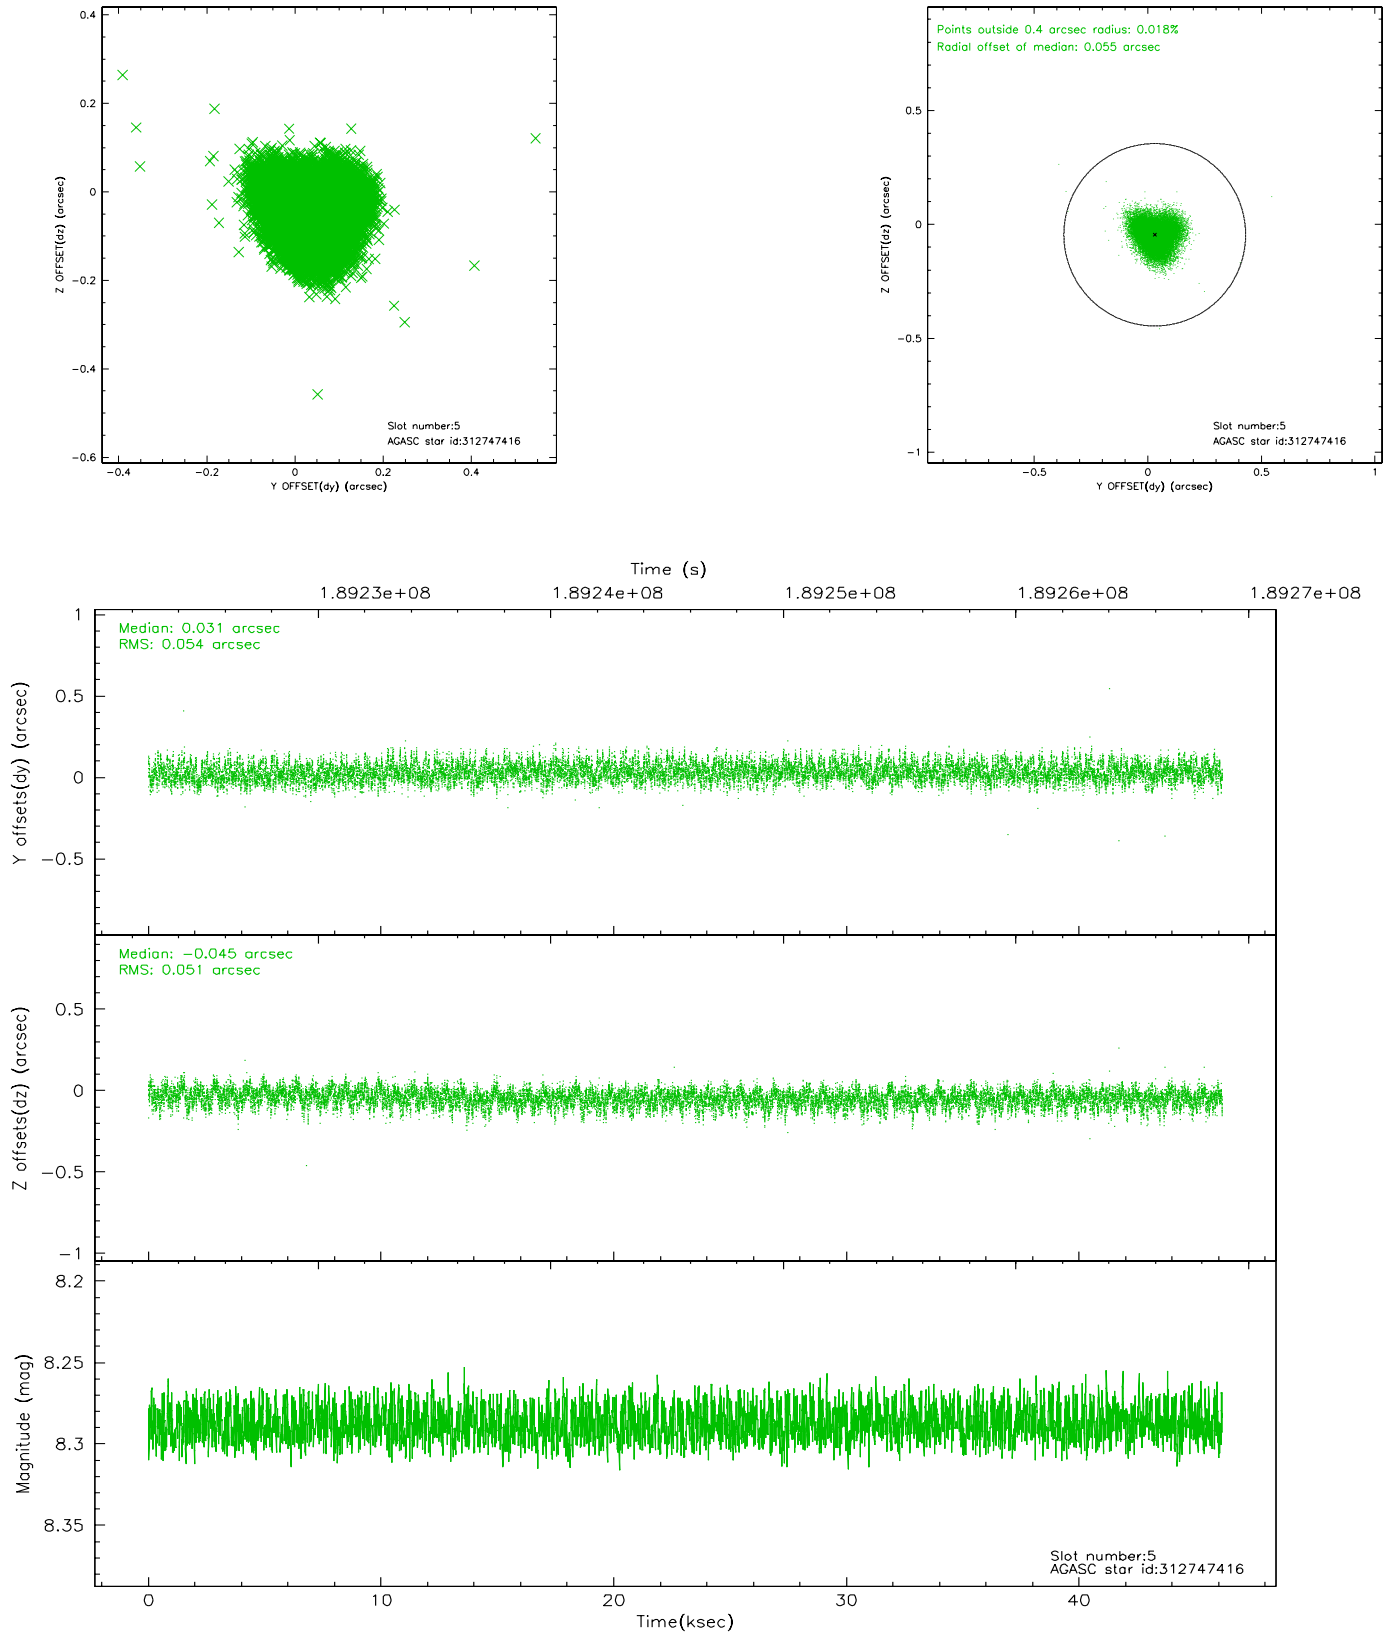 0.4
0.2
0
−0.2
−0.4
−0.6
Z OFFSET(dz) (arcsec)
−0.4
−0.2
0
0.2
0.4
Y OFFSET(dy) (arcsec)
Slot number:5
AGASC star id:312747416
Points outside 0.4 arcsec radius: 0.018%
Radial offset of median: 0.055 arcsec
0.5
0
−0.5
−1
Z OFFSET(dz) (arcsec)
−0.5
0
0.5
1
Y OFFSET(dy) (arcsec)
Slot number:5
AGASC star id:312747416
Time (s)
1.8923e+08
1.8924e+08
1.8925e+08
1.8926e+08
1.8927e+08
Median: 0.031 arcsec
RMS: 0.054 arcsec
1
0.5
0
−0.5
Y offsets(dy) (arcsec)
Median: −0.045 arcsec
RMS: 0.051 arcsec
0.5
0
−0.5
−1
Z offsets(dz) (arcsec)
8.2
8.25
8.3
8.35
Magnitude (mag)
Slot number:5
AGASC star id:312747416
0
10
20
30
40
Time(ksec)